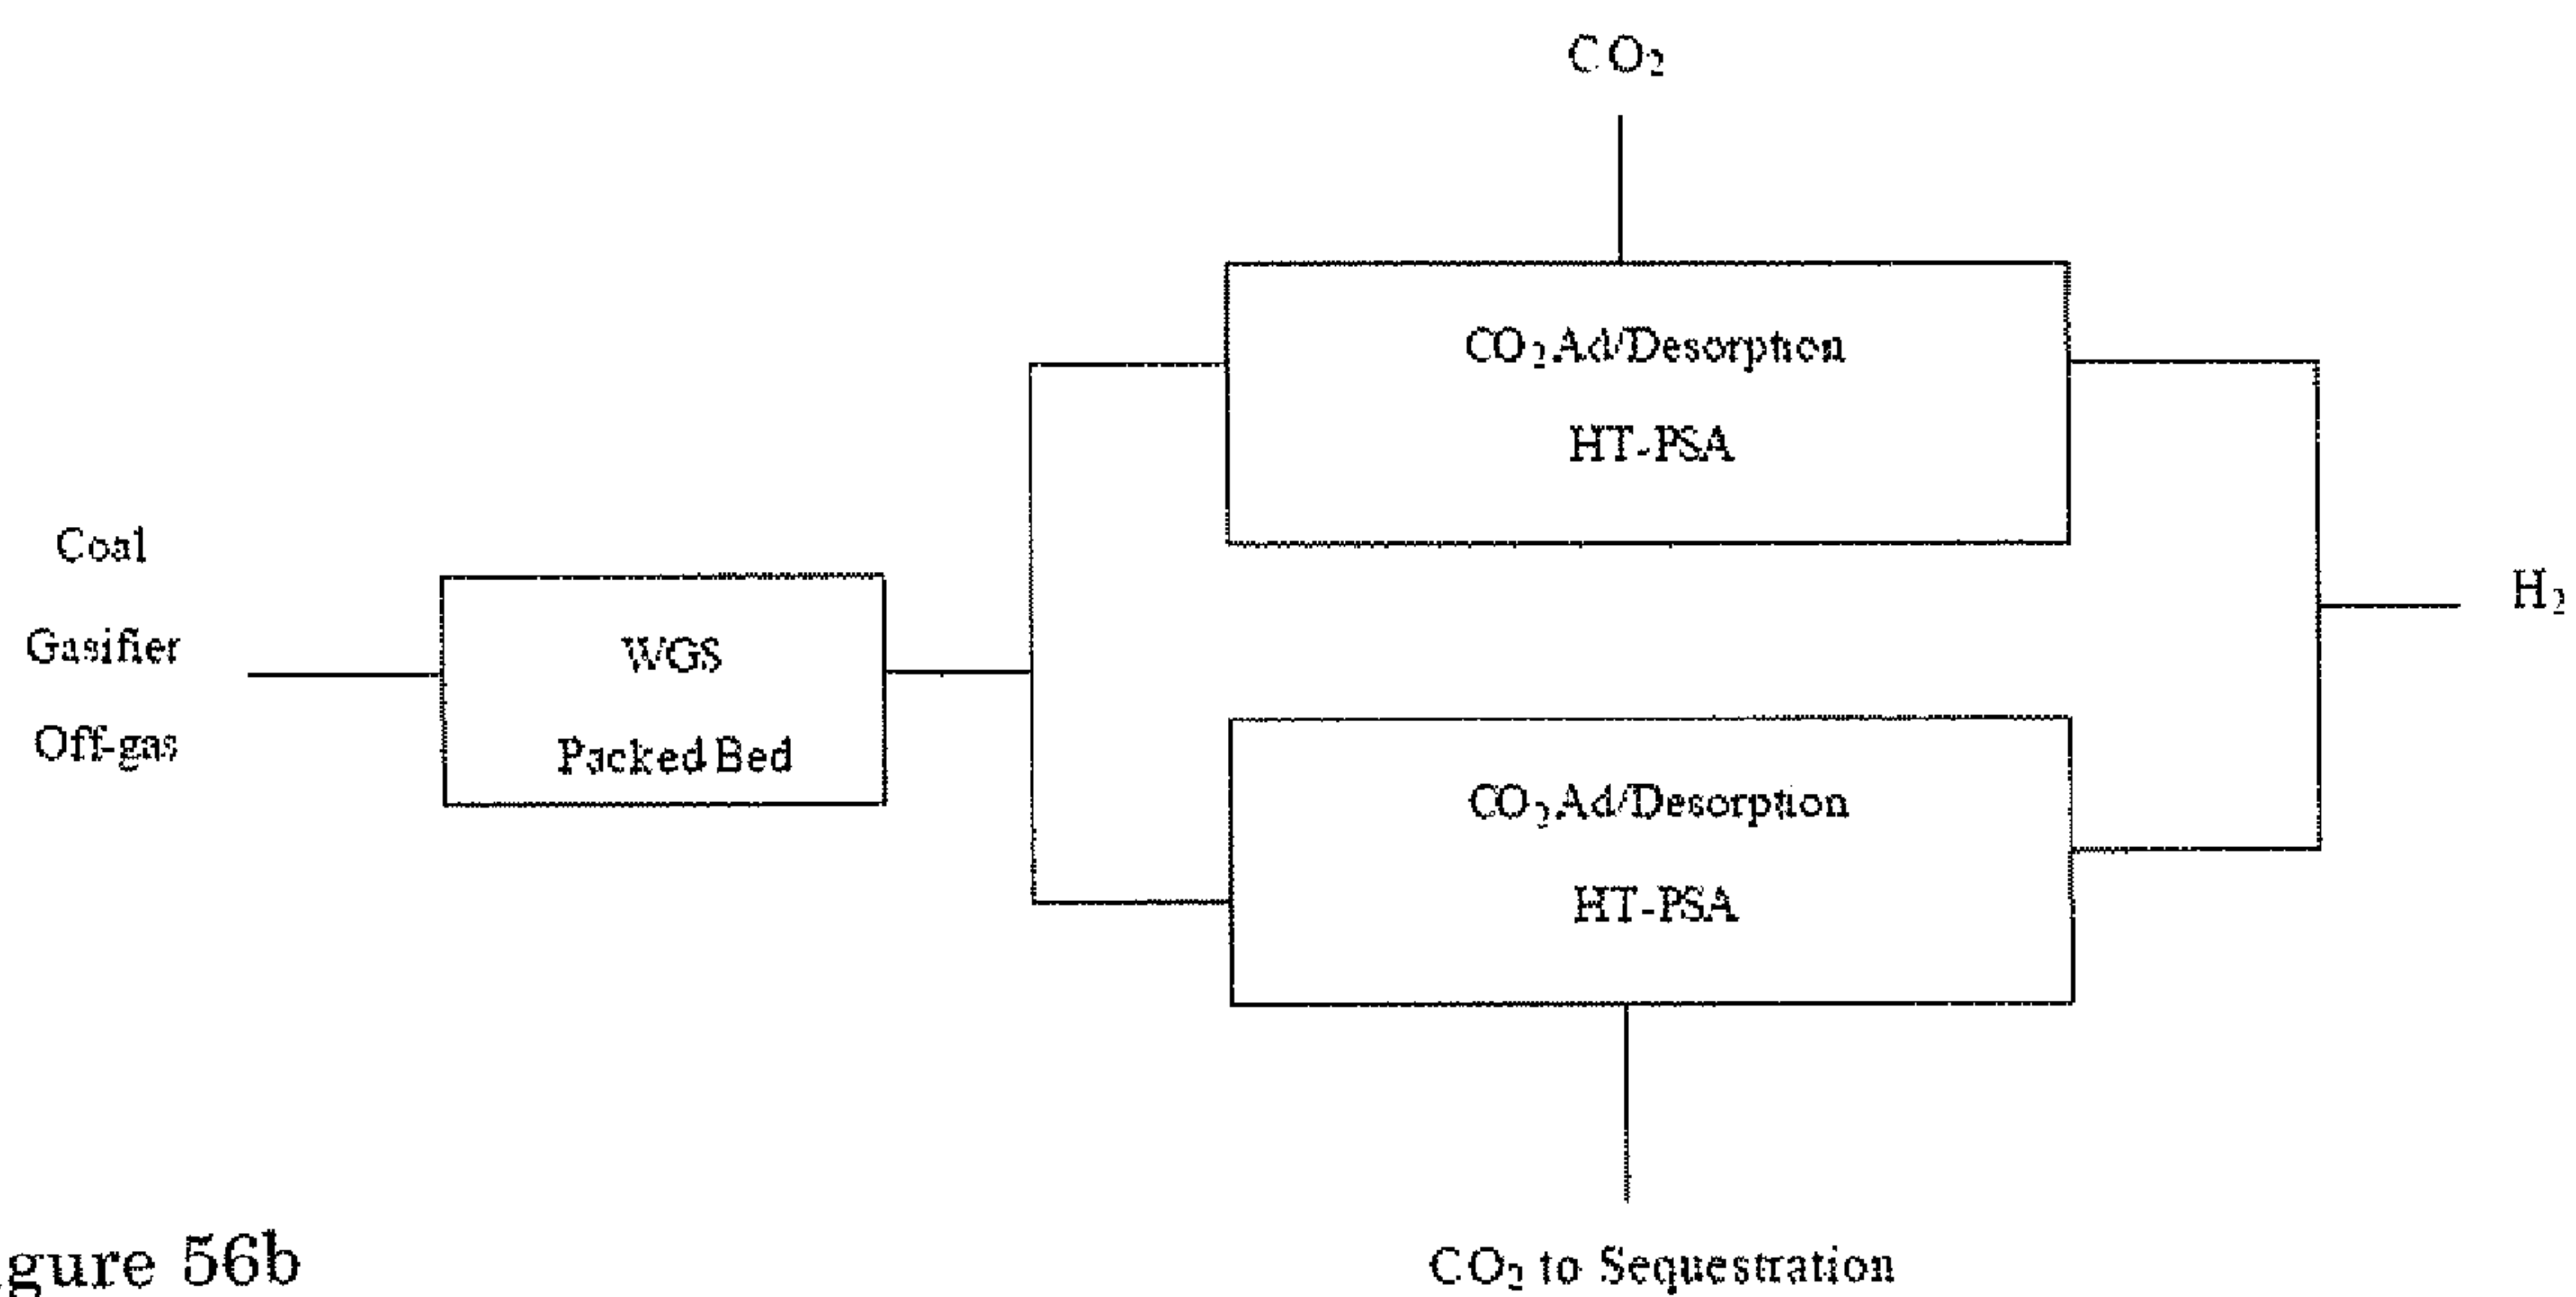 CO₂
CO₂ Ad/Desorption
HT-PSA
Coal
Gasifier
Off-gas
WGS
Packed Bed
H₂
CO₂ Ad/Desorption
HT-PSA
CO₂ to Sequestration
gure 56b